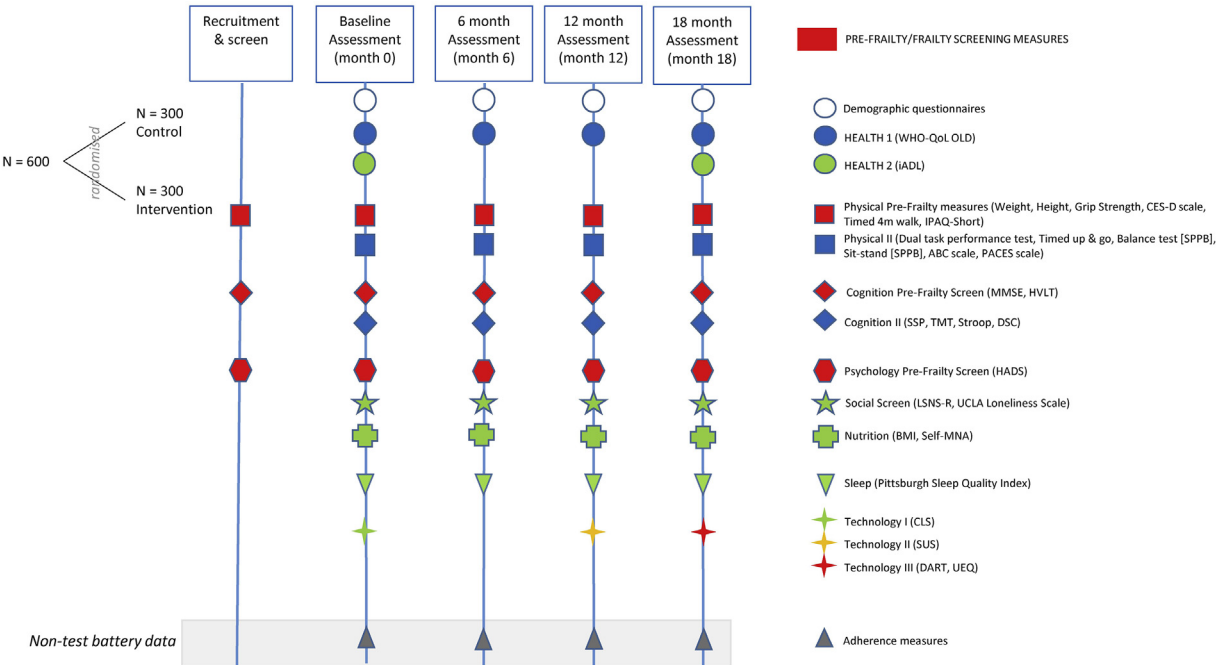 Recruitment
& screen
Baseline
Assessment
(month 0)
6 month
Assessment
(month 6)
12 month
Assessment
(month 12)
18 month
Assessment
(month 18)
N = 600
randomised
N = 300
Control
N = 300
Intervention
PRE-FRAILTY/FRAILTY SCREENING MEASURES
Demographic questionnaires
HEALTH 1 (WHO-QoL OLD)
HEALTH 2 (iADL)
Physical Pre-Frailty measures (Weight, Height, Grip Strength, CES-D scale,
Timed 4m walk, IPAQ-Short)
Physical II (Dual task performance test, Timed up & go, Balance test [SPPB],
Sit-stand [SPPB], ABC scale, PACES scale)
Cognition Pre-Frailty Screen (MMSE, HVLT)
Cognition II (SSP, TMT, Stroop, DSC)
Psychology Pre-Frailty Screen (HADS)
Social Screen (LSNS-R, UCLA Loneliness Scale)
Nutrition (BMI, Self-MNA)
Sleep (Pittsburgh Sleep Quality Index)
Technology I (CLS)
Technology II (SUS)
Technology III (DART, UEQ)
Non-test battery data
Adherence measures